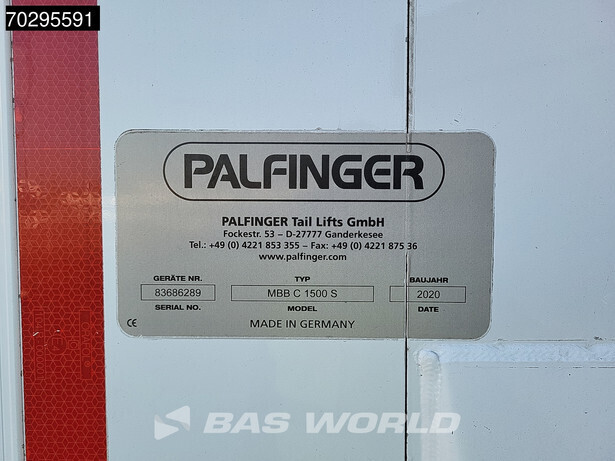 70295591
PALFINGER
PALFINGER Tail Lifts GmbH
Fockestr. 53 – D-27777 Ganderkesee
Tel.: +49 (0) 4221 853 355 – Fax: +49 (0) 4221 875 36
www.palfinger.com
GERÄTE NR. TYP BAUJAHR
83686289 MBB C 1500 S 2020
SERIAL NO. MODEL DATE
CE MADE IN GERMANY
BAS WORLD